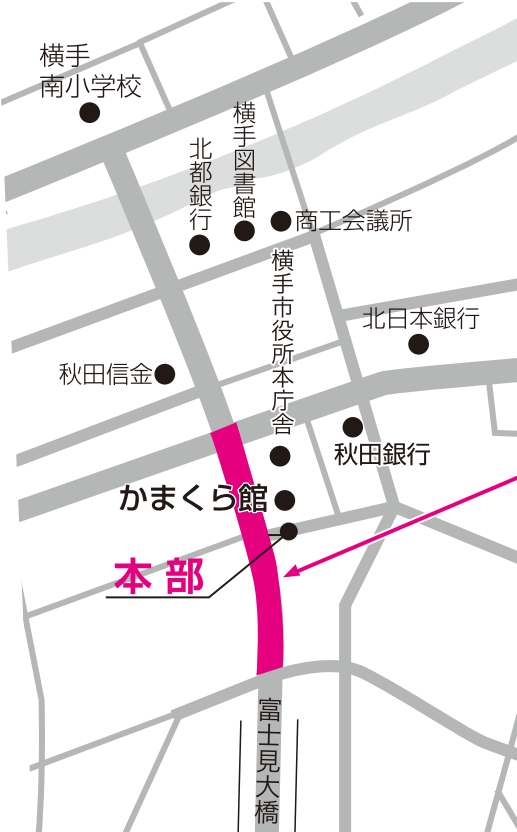 横手
南小学校
横手図書館
北都銀行
商工会議所
横手市役所本庁舎
北日本銀行
秋田信金
秋田銀行
かまくら館
本部
富士見大橋